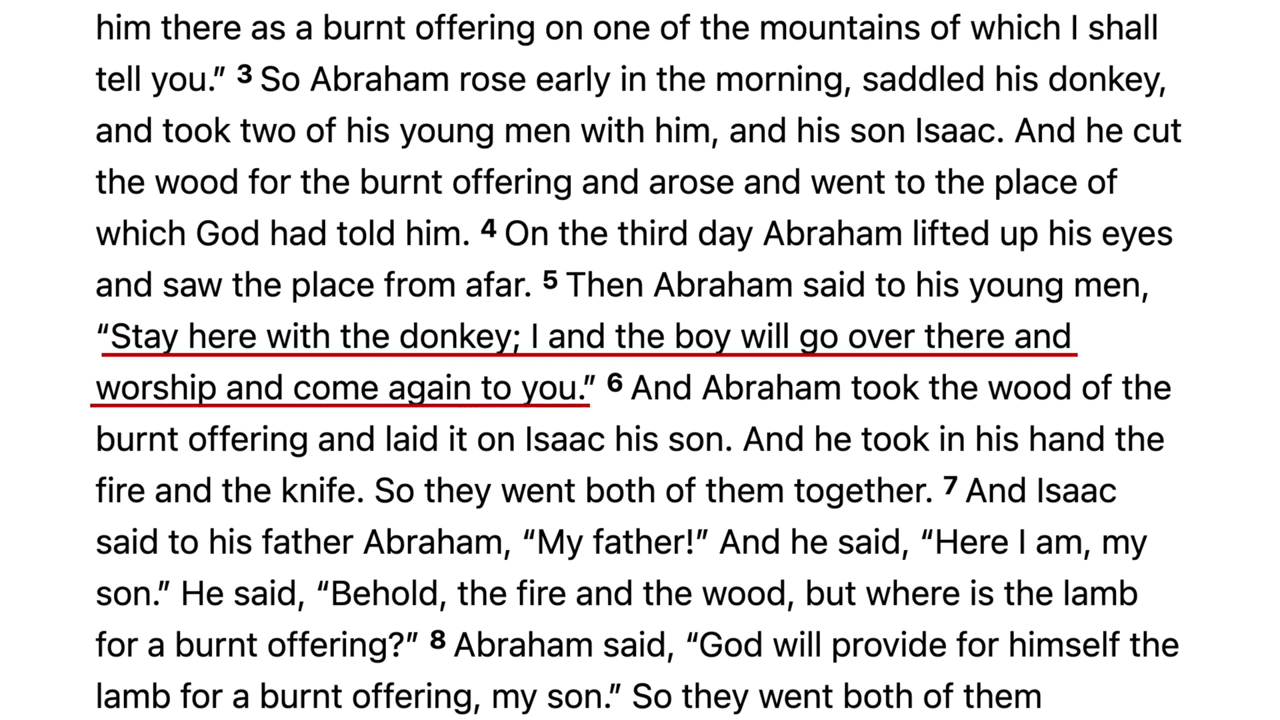 him there as a burnt offering on one of the mountains of which I shall
tell you.” 3 So Abraham rose early in the morning, saddled his donkey,
and took two of his young men with him, and his son Isaac. And he cut
the wood for the burnt offering and arose and went to the place of
which God had told him. 4 On the third day Abraham lifted up his eyes
and saw the place from afar. 5 Then Abraham said to his young men,
“Stay here with the donkey; I and the boy will go over there and
worship and come again to you.” 6 And Abraham took the wood of the
burnt offering and laid it on Isaac his son. And he took in his hand the
fire and the knife. So they went both of them together. 7 And Isaac
said to his father Abraham, “My father!” And he said, “Here I am, my
son.” He said, “Behold, the fire and the wood, but where is the lamb
for a burnt offering?” 8 Abraham said, “God will provide for himself the
lamb for a burnt offering, my son.” So they went both of them